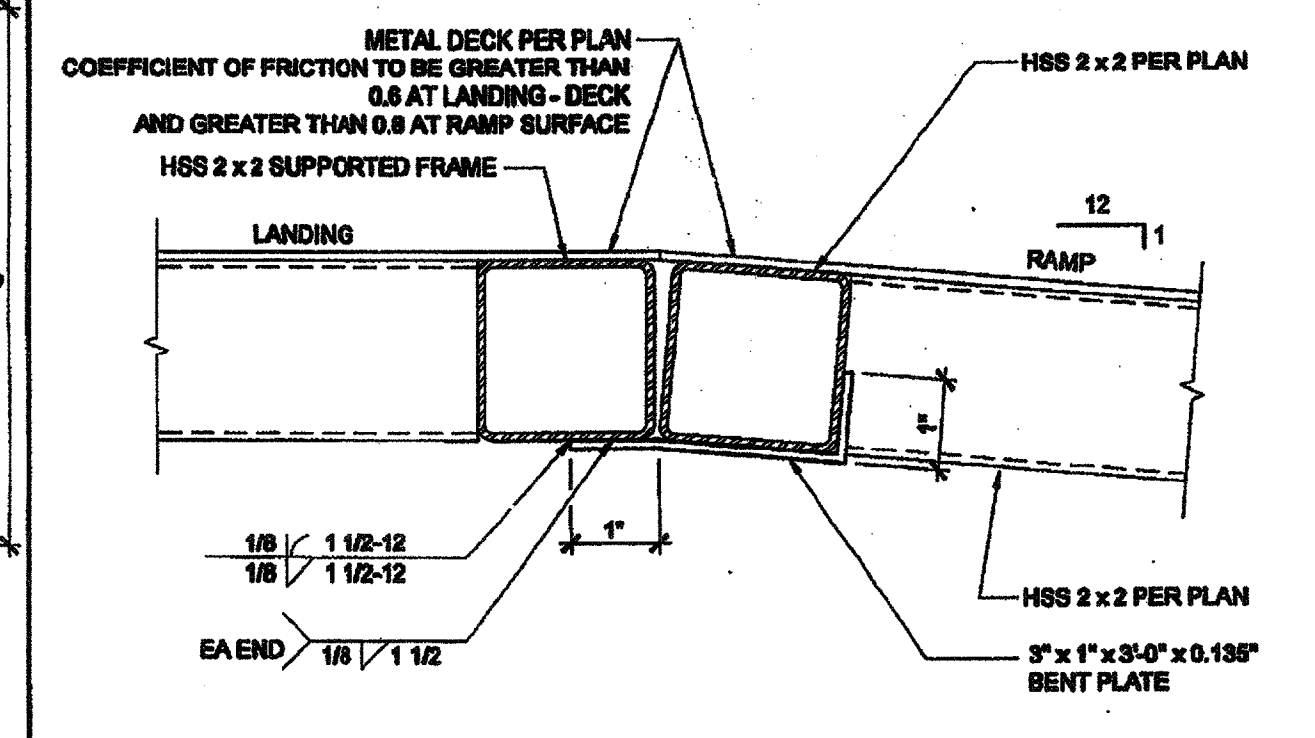 METAL DECK PER PLAN
COEFFICIENT OF FRICTION TO BE GREATER THAN
0.6 AT LANDING - DECK
AND GREATER THAN 0.8 AT RAMP SURFACE
HSS 2 x 2 SUPPORTED FRAME
HSS 2 x 2 PER PLAN
LANDING
12
1
RAMP
1"
1"
1/8 1 1/2-12
1/8 1 1/2-12
EA END 1/8 1 1/2
HSS 2 x 2 PER PLAN
3" x 1" x 3'-0" x 0.135"
BENT PLATE